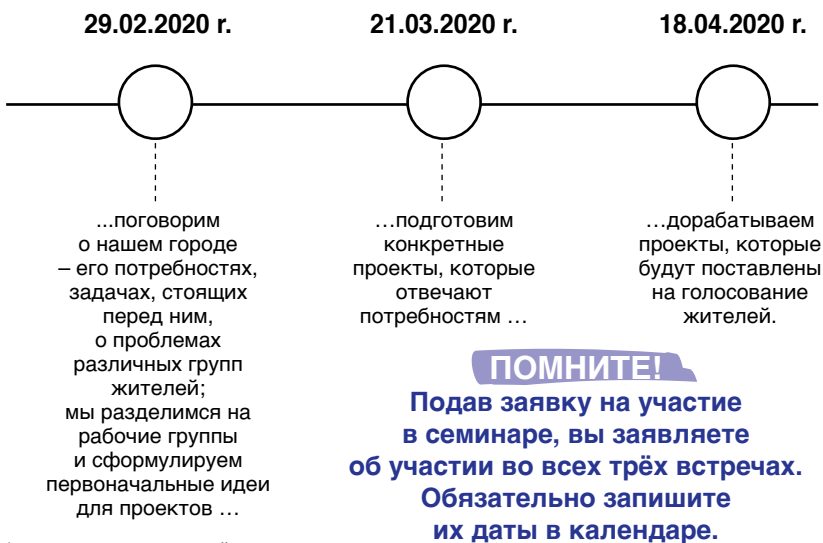 29.02.2020 г.
21.03.2020 г.
18.04.2020 г.
...поговорим
о нашем городе
– его потребностях,
задачах, стоящих
перед ним,
о проблемах
различных групп
жителей;
мы разделимся на
рабочие группы
и сформулируем
первоначальные идеи
для проектов …
…подготовим
конкретные
проекты, которые
отвечают
потребностям …
…дорабатываем
проекты, которые
будут поставлены
на голосование
жителей.
ПОМНИТЕ!
Подав заявку на участие
в семинаре, вы заявляете
об участии во всех трёх встречах.
Обязательно запишите
их даты в календаре.